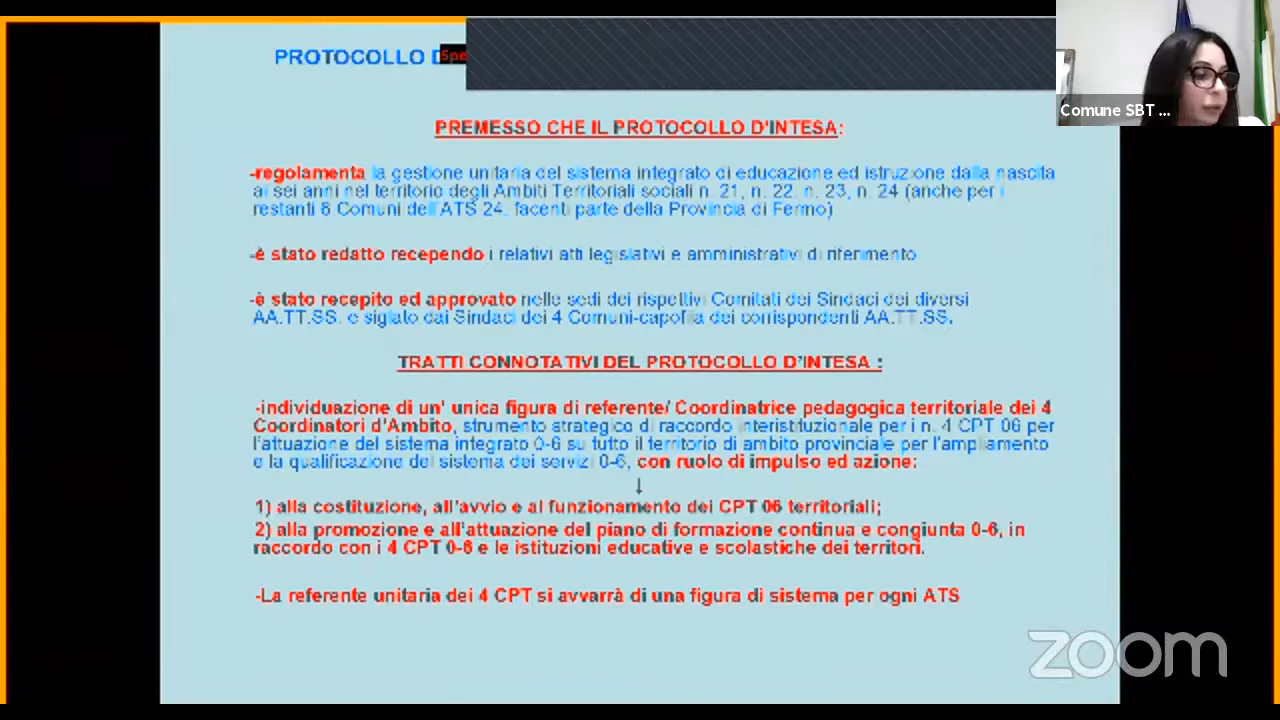 PROTOCOLLO D
Comune SBT ...
PREMESSO CHE IL PROTOCOLLO D'INTESA:
-regolamenta la gestione unitaria del sistema integrato di educazione ed istruzione dalla nascita
ai sei anni nel territorio degli Ambiti Territoriali sociali n. 21, n. 22, n. 23, n. 24 (anche per i
restanti 8 Comuni dell'ATS 24, facenti parte della Provincia di Fermo)
-è stato redatto recependo i relativi atti legislativi e amministrativi di riferimento
-è stato recepito ed approvato nelle sedi dei rispettivi Comitati dei Sindaci dei diversi
AA.TT.SS. e siglato dai Sindaci dei 4 Comuni-capofila dei corrispondenti AA.TT.SS.
TRATTI CONNOTATIVI DEL PROTOCOLLO D'INTESA :
-individuazione di un' unica figura di referente/ Coordinatrice pedagogica territoriale dei 4
Coordinatori d'Ambito, strumento strategico di raccordo interistituzionale per i n. 4 CPT 06 per
l'attuazione del sistema integrato 0-6 su tutto il territorio di ambito provinciale per l'ampliamento
e la qualificazione del sistema dei servizi 0-6, con ruolo di impulso ed azione:
↓
1) alla costituzione, all'avvio e al funzionamento dei CPT 06 territoriali;
2) alla promozione e all'attuazione del piano di formazione continua e congiunta 0-6, in
raccordo con i 4 CPT 0-6 e le istituzioni educative e scolastiche dei territori.
-La referente unitaria dei 4 CPT si avvarrà di una figura di sistema per ogni ATS
zoom